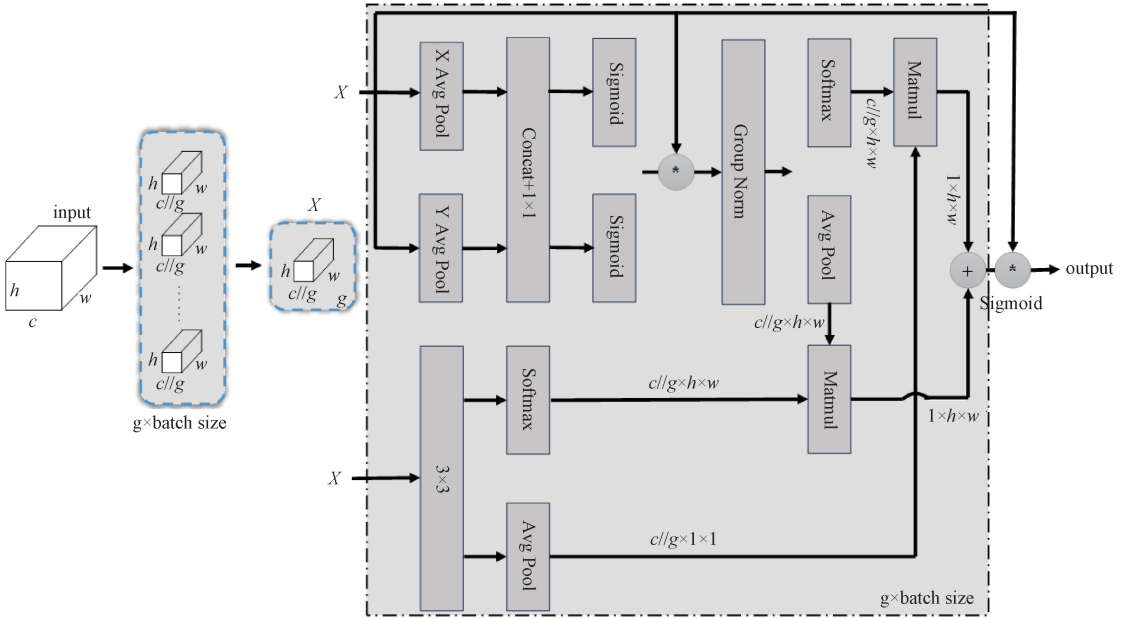 input
h
w
c
h
w
c//g
h
w
c//g
......
h
w
c//g
g×batch size
X
h
w
c//g
g
X
X Avg Pool
Y Avg Pool
Concat+1×1
Sigmoid
Sigmoid
*
Group Norm
Softmax
c//g×h×w
Matmul
Avg Pool
c//g×h×w
1×h×w
+
*
output
Sigmoid
X
3×3
Softmax
c//g×h×w
Matmul
1×h×w
Avg Pool
c//g×1×1
g×batch size